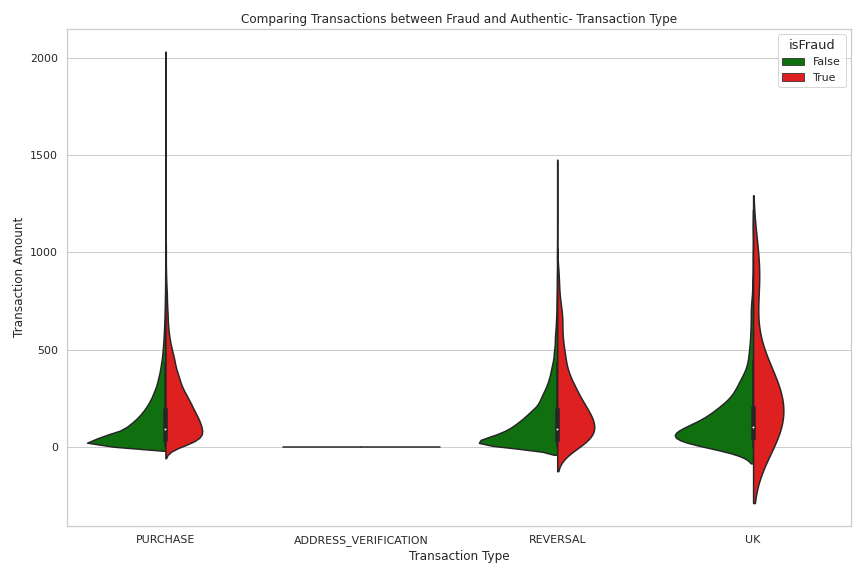 Comparing Transactions between Fraud and Authentic- Transaction Type
isFraud
False
True
Transaction Amount
2000
1500
1000
500
0
PURCHASE
ADDRESS_VERIFICATION
REVERSAL
UK
Transaction Type